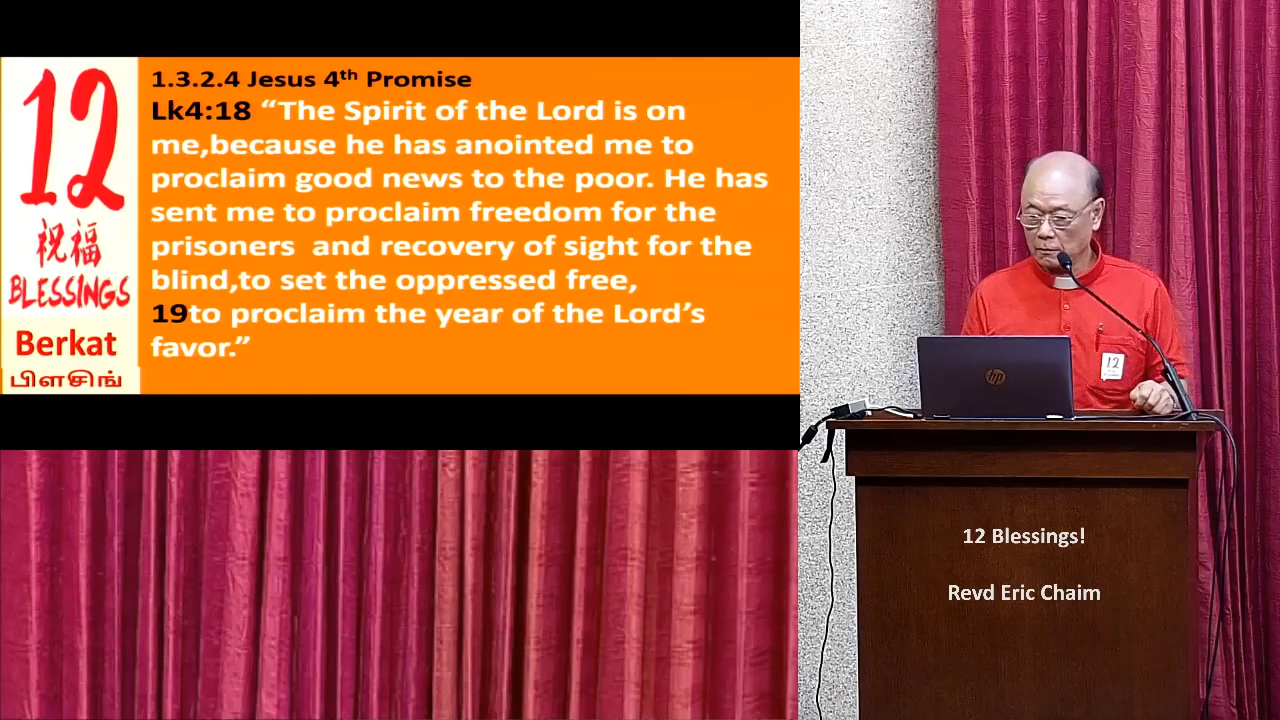 12
祝福
BLESSINGS
Berkat
பிளசிங்
1.3.2.4 Jesus 4th Promise
Lk4:18 “The Spirit of the Lord is on
me,because he has anointed me to
proclaim good news to the poor. He has
sent me to proclaim freedom for the
prisoners  and recovery of sight for the
blind,to set the oppressed free,
19to proclaim the year of the Lord’s
favor.”
hp
12
12 Blessings!
Revd Eric Chaim